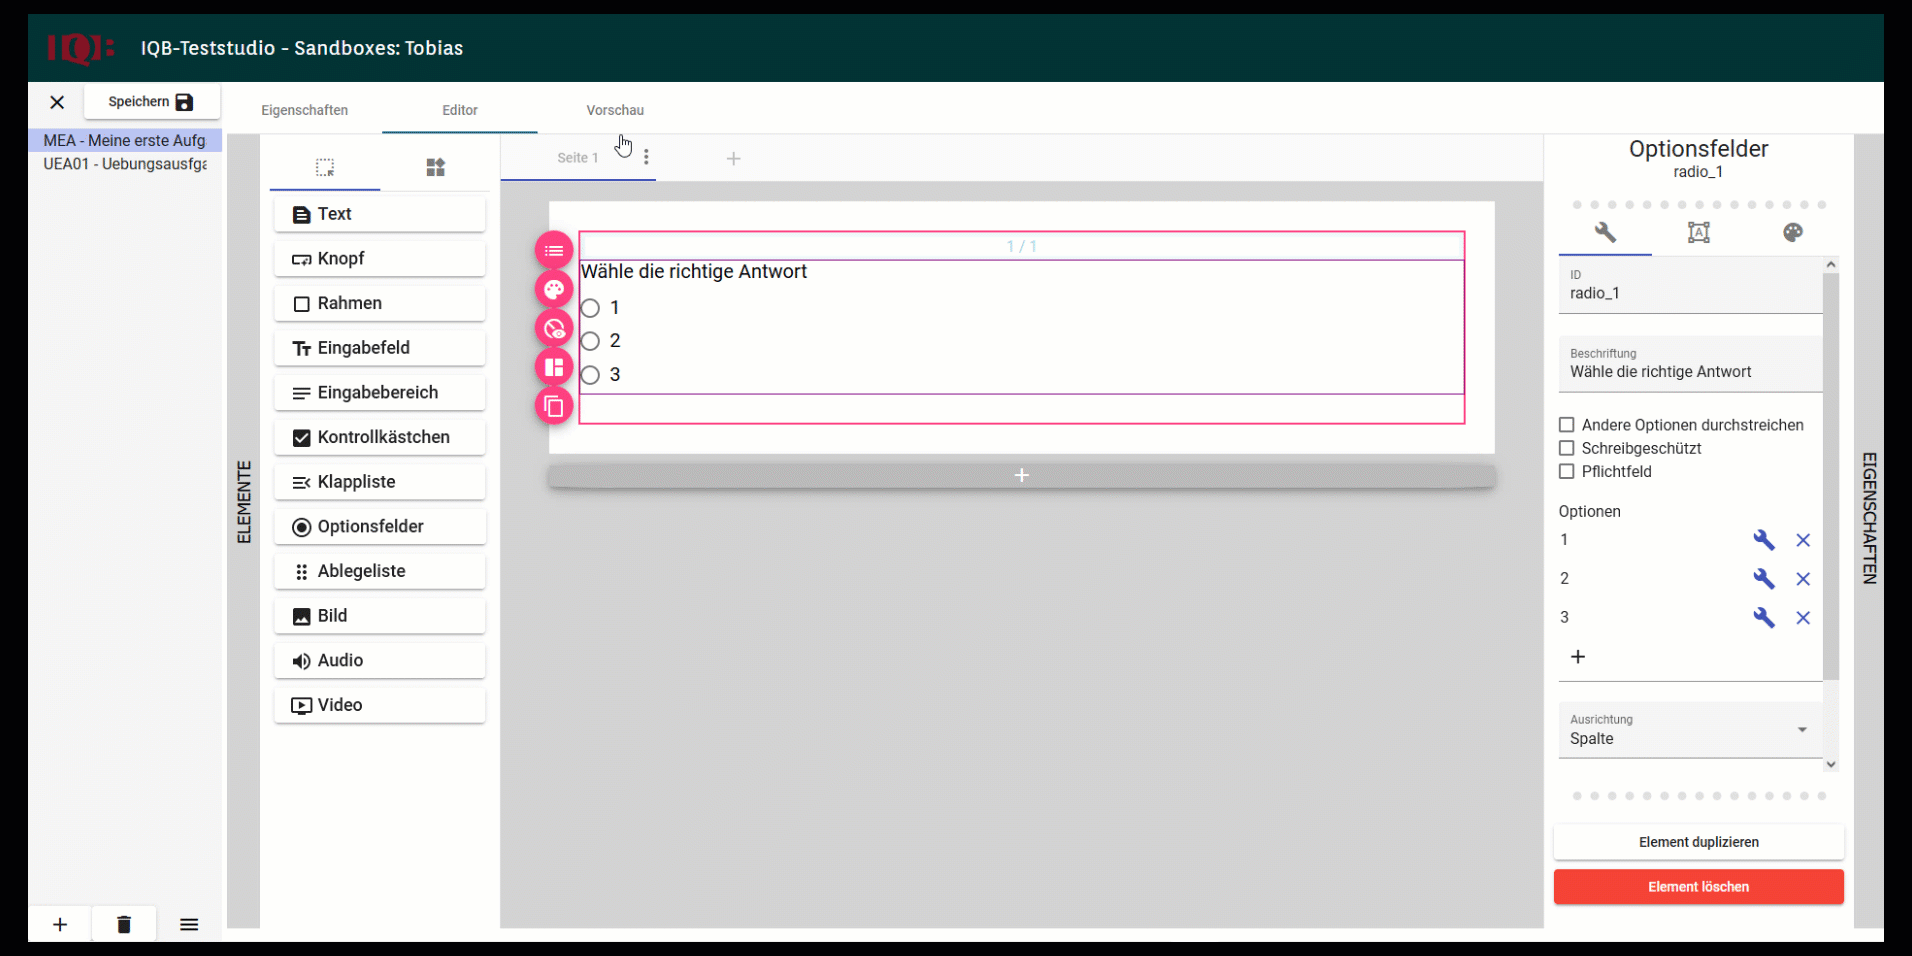 IQB:
IQB-Teststudio - Sandboxes: Tobias
Speichern
Eigenschaften
Editor
Vorschau
MEA - Meine erste Aufg
UEA01 - Uebungsausfga
ELEMENTE
Text
Knopf
Rahmen
Eingabefeld
Eingabebereich
Kontrollkästchen
Klappliste
Optionsfelder
Ablegeliste
Bild
Audio
Video
Seite 1
1 / 1
Wähle die richtige Antwort
1
2
3
Optionsfelder
radio_1
ID
radio_1
Beschriftung
Wähle die richtige Antwort
Andere Optionen durchstreichen
Schreibgeschützt
Pflichtfeld
Optionen
1
2
3
Ausrichtung
Spalte
Element duplizieren
Element löschen
EIGENSCHAFTEN